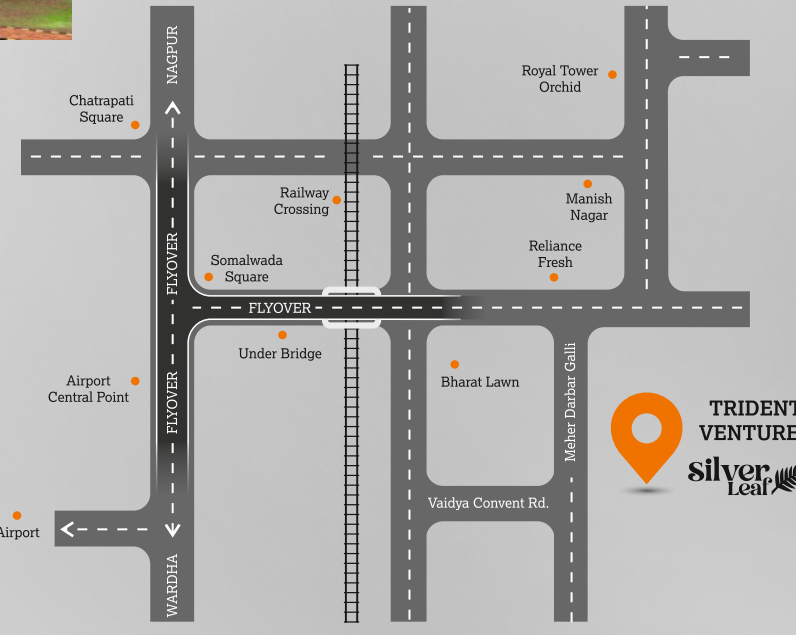 NAGPUR
Royal Tower
Orchid
Chatrapati
Square
Railway
Crossing
Manish
Nagar
FLYOVER
Somalwada
Square
Reliance
Fresh
FLYOVER
Under Bridge
Bharat Lawn
Airport
Central Point
FLYOVER
Meher Darbar Galli
TRIDENT
VENTURE
Silver
Leaf
Vaidya Convent Rd.
Airport
WARDHA